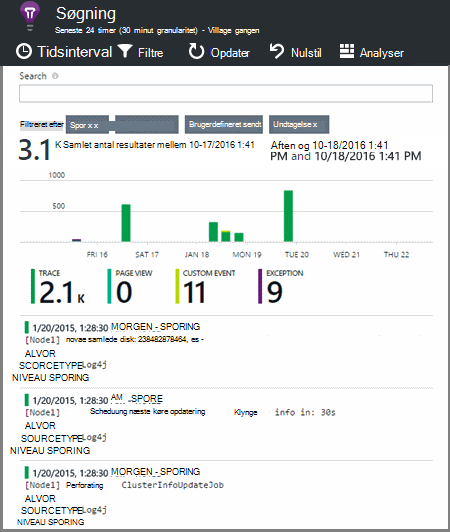 Søgning
Seneste 24 timer (30 minut granularitet) - Village gangen
Tidsinterval Filtre Opdater Nulstil Analyser
Search
Filtreret efter Spor x x Brugerdefineret sendt Undtagelse x
3.1 K Samlet antal resultater mellem 10-17/2016 1:41 Aften og 10-18/2016 1:41
PM and 10/18/2016 1:41 PM
1000
500
FRI 16 SAT 17 JAN 18 MON 19 TUE 20 WED 21 THU 22
TRACE PAGE VIEW CUSTOM EVENT EXCEPTION
2.1 K 0 11 9
1/20/2015, 1:28:30 MORGEN - SPORING
[Node1] novae samlede disk: 238482878464, es -
ALVOR
SCORCETYPE Log4j
NIVEAU SPORING
1/20/2015, 1:28:30 AM -SPORE
[Node1] Scheduung næste køre opdatering Klynge info in: 30s
ALVOR
SOURCETYPE Log4j
NIVEAU SPORING
1/20/2015, 1:28:30 MORGEN - SPORING
[Node1] Perforating ClusterInfoUpdateJob
ALVOR
SOURCETYPE Log4j
NIVEAU SPORING